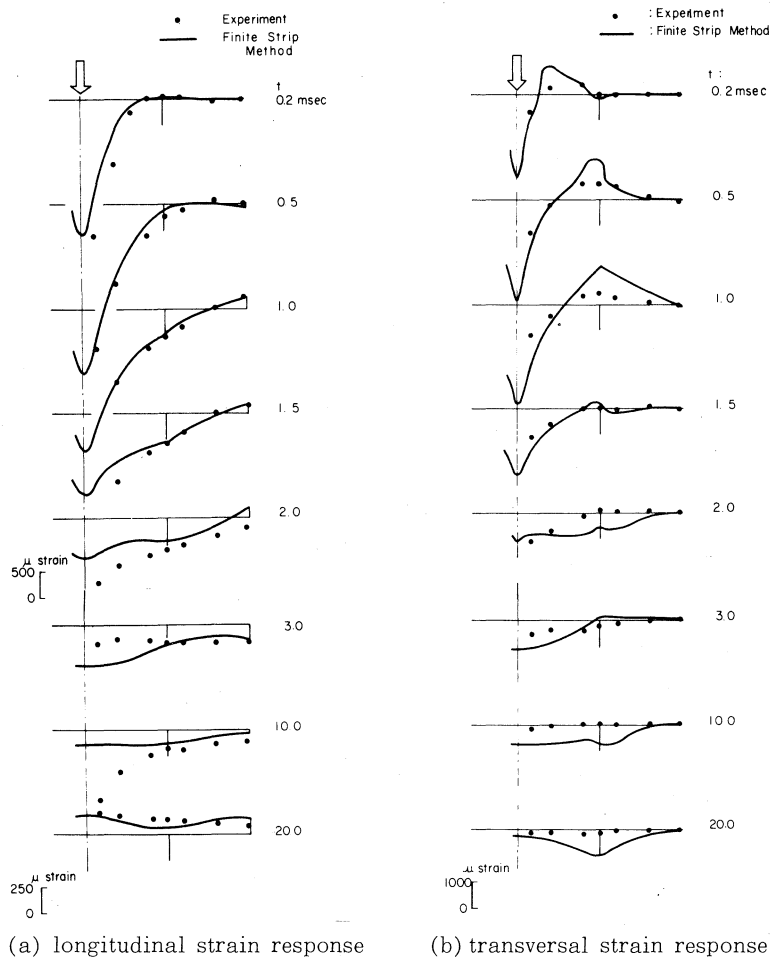 Experiment
Finite Strip
Method
t
0.2 msec
0.5
1.0
1.5
2.0
μ strain
500
0
3.0
10.0
20.0
μ strain
250
0
(a) longitudinal strain response
: Experiment
: Finite Strip Method
t :
0.2 msec
0.5
1.0
1.5
2.0
3.0
10.0
20.0
μ strain
1000
0
(b) transversal strain response